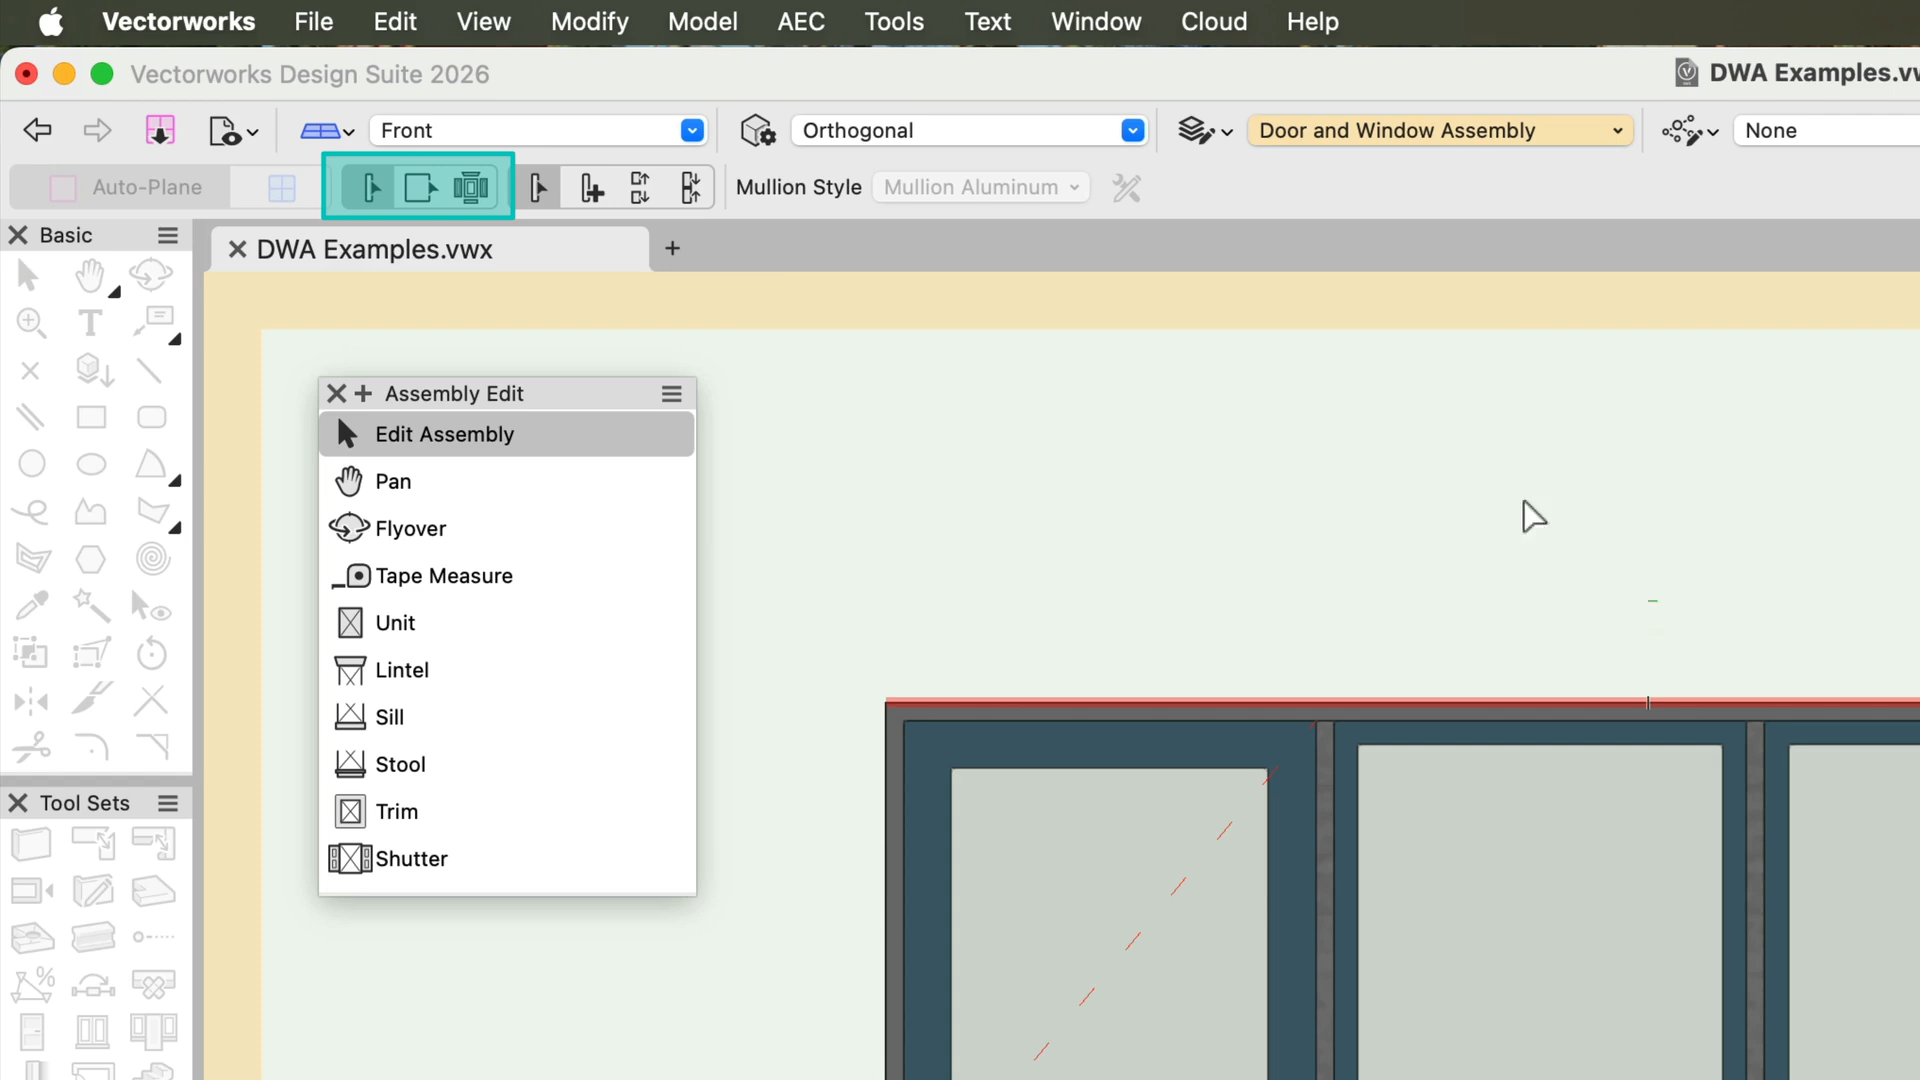 Vectorworks File Edit View Modify Model AEC Tools Text Window Cloud Help
Vectorworks Design Suite 2026
DWA Examples.vw
Front
Orthogonal
Door and Window Assembly
None
Auto-Plane
Mullion Style
Mullion Aluminum
Basic
DWA Examples.vwx
Assembly Edit
Edit Assembly
Pan
Flyover
Tape Measure
Unit
Lintel
Sill
Stool
Trim
Shutter
Tool Sets